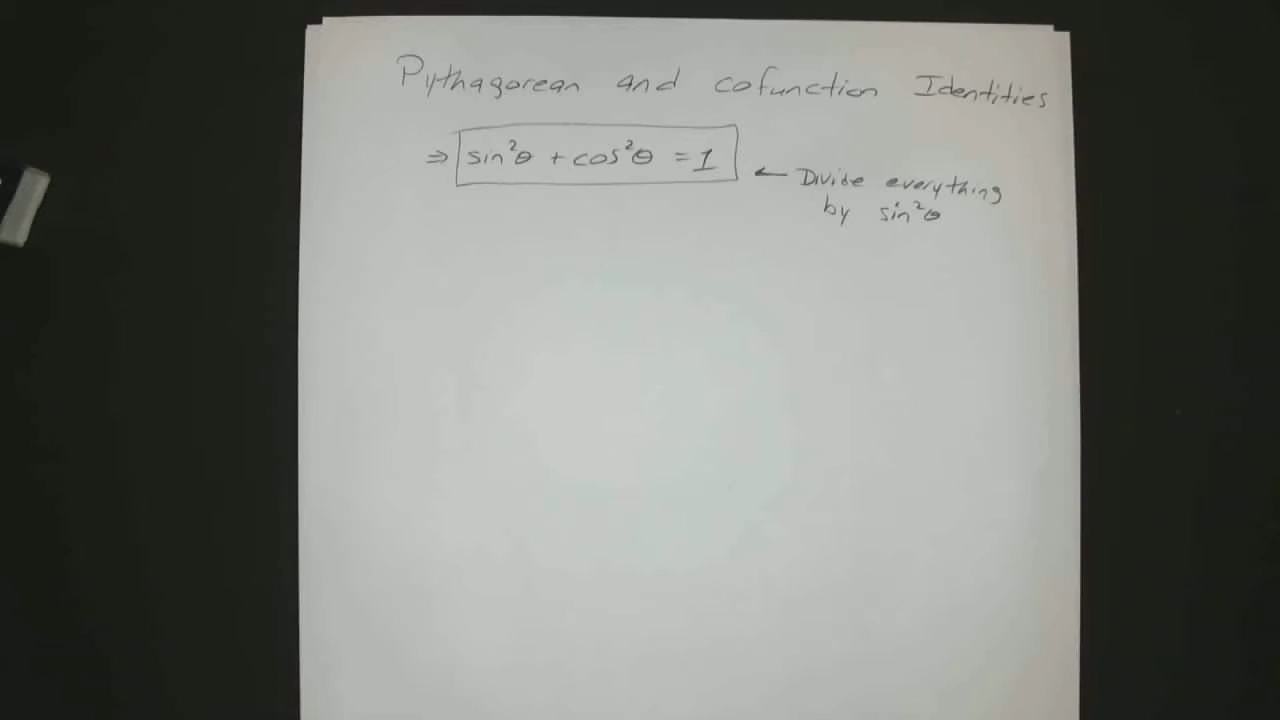 Pythagorean and cofunction Identities
⇒ sin²θ + cos²θ = 1
← Divide everything
by sin²θ